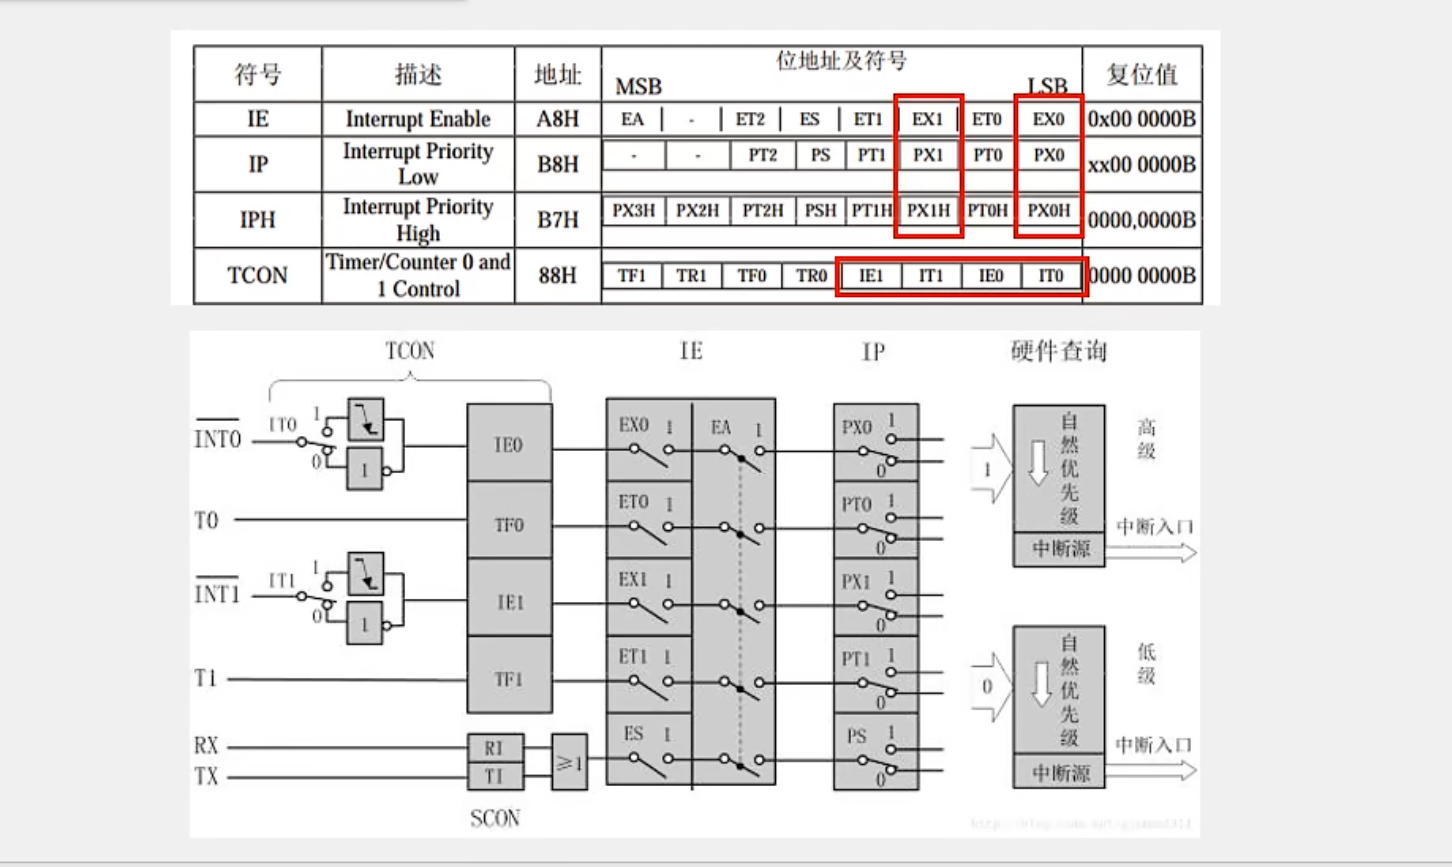 符号 描述 地址 位地址及符号 复位值
MSB LSB
IE Interrupt Enable A8H EA - ET2 ES ET1 EX1 ET0 EX0 0x00 0000B
IP Interrupt Priority Low B8H - - PT2 PS PT1 PX1 PT0 PX0 xx00 0000B
IPH Interrupt Priority High B7H PX3H PX2H PT2H PSH PT1H PX1H PT0H PX0H 0000,0000B
TCON Timer/Counter 0 and 1 Control 88H TF1 TR1 TF0 TR0 IE1 IT1 IE0 IT0 0000 0000B
TCON IE IP 硬件查询
INT0 IT0 1 0 1 IE0 EX0 1 EA 1 PX0 1 0
T0 TF0 ET0 1 PT0 1 0
INT1 IT1 1 0 1 IE1 EX1 1 PX1 1 0
T1 TF1 ET1 1 PT1 1 0
RX RI
TX TI
≥1 ES 1 PS 1 0
SCON
1 自然优先级 高级
中断源 中断入口
0 自然优先级 低级
中断源 中断入口